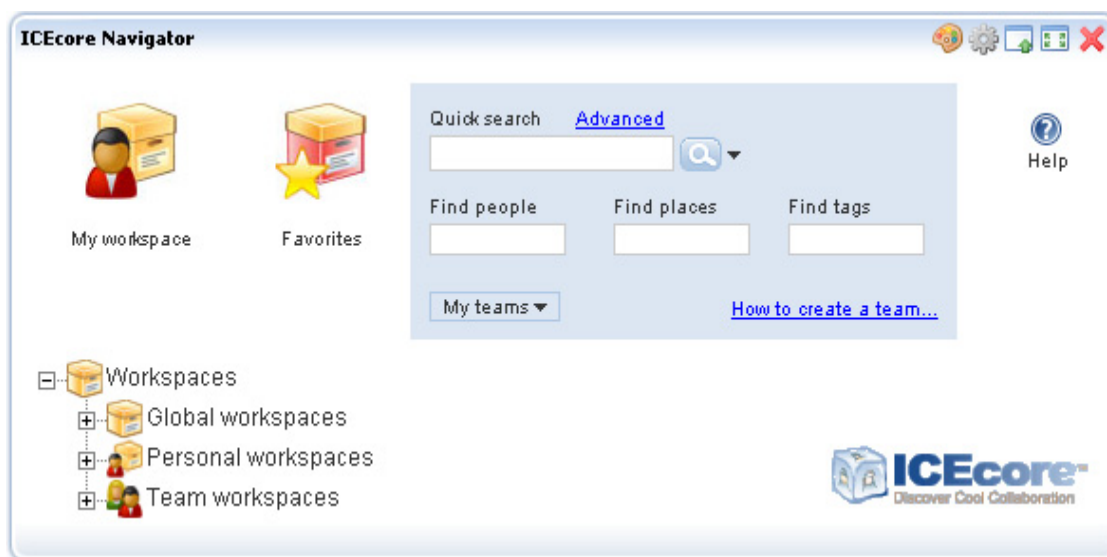 ICEcore Navigator
My workspace
Favorites
Quick search Advanced
Find people Find places Find tags
My teams
How to create a team...
Help
Workspaces
Global workspaces
Personal workspaces
Team workspaces
ICEcore™
Discover Cool Collaboration